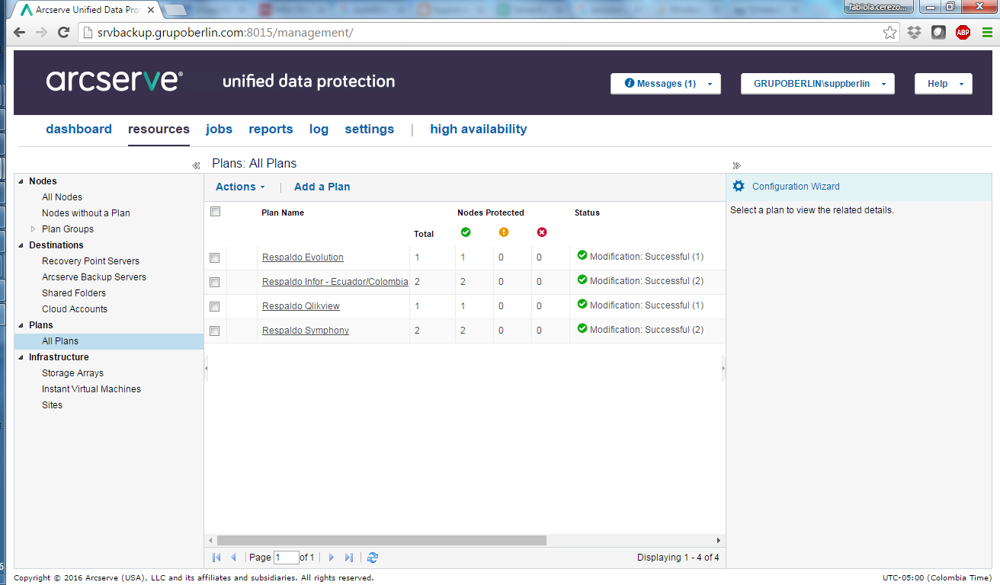 Arcserve Unified Data Pro
fabiola.cerezo...
srvbackup.grupoberlin.com:8015/management/
ABP
arcserve®
unified data protection
Messages (1)
GRUPOBERLIN\suppberlin
Help
dashboard
resources
jobs
reports
log
settings
|
high availability
Plans: All Plans
Nodes
All Nodes
Nodes without a Plan
Plan Groups
Destinations
Recovery Point Servers
Arcserve Backup Servers
Shared Folders
Cloud Accounts
Plans
All Plans
Infrastructure
Storage Arrays
Instant Virtual Machines
Sites
Actions
Add a Plan
Plan Name
Nodes Protected
Status
Total
Respaldo Evolution 1 1 0 0 Modification: Successful (1)
Respaldo Infor - Ecuador/Colombia 2 2 0 0 Modification: Successful (2)
Respaldo Qlikview 1 1 0 0 Modification: Successful (1)
Respaldo Symphony 2 2 0 0 Modification: Successful (2)
Page 1 of 1
Displaying 1 - 4 of 4
Configuration Wizard
Select a plan to view the related details.
Copyright © 2016 Arcserve (USA), LLC and its affiliates and subsidiaries. All rights reserved.
UTC-05:00 (Colombia Time)